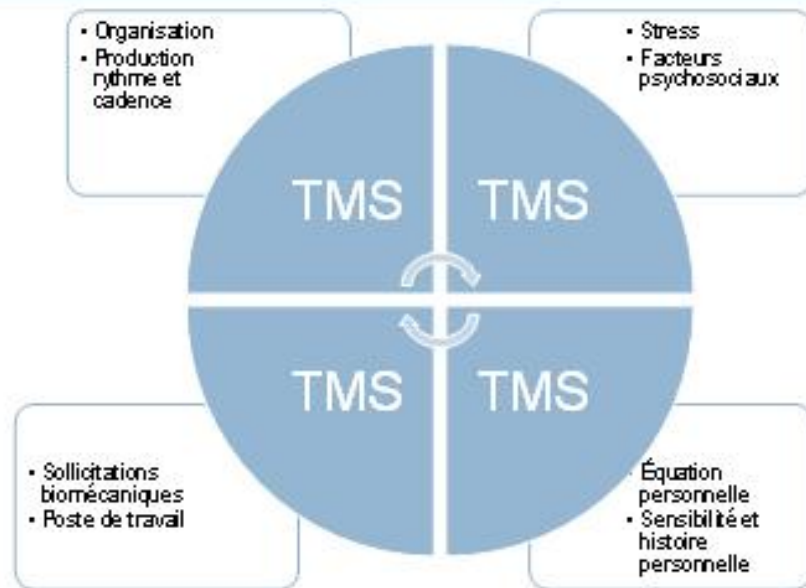 • Organisation
• Production
rythme et
cadence
• Stress
• Facteurs
psychosociaux
TMS
TMS
TMS
TMS
• Sollicitations
biomécaniques
• Poste de travail
• Équation
personnelle
• Sensibilité et
histoire
personnelle